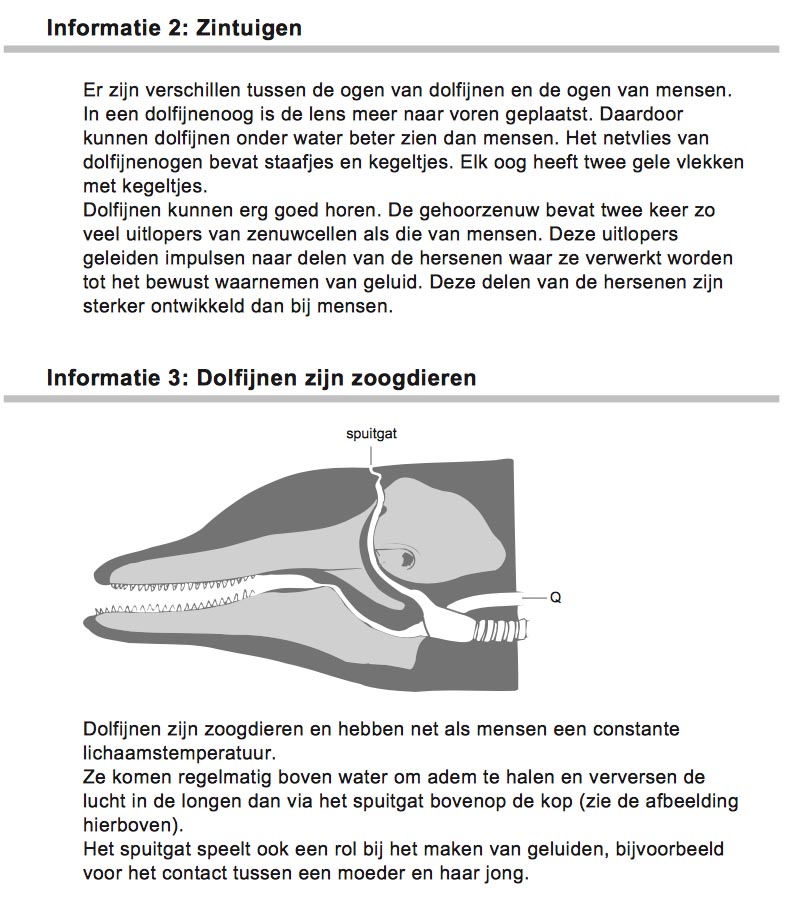 Informatie 2: Zintuigen
Er zijn verschillen tussen de ogen van dolfijnen en de ogen van mensen.
In een dolfijnenoog is de lens meer naar voren geplaatst. Daardoor
kunnen dolfijnen onder water beter zien dan mensen. Het netvlies van
dolfijnenogen bevat staafjes en kegeltjes. Elk oog heeft twee gele vlekken
met kegeltjes.
Dolfijnen kunnen erg goed horen. De gehoorzenuw bevat twee keer zo
veel uitlopers van zenuwcellen als die van mensen. Deze uitlopers
geleiden impulsen naar delen van de hersenen waar ze verwerkt worden
tot het bewust waarnemen van geluid. Deze delen van de hersenen zijn
sterker ontwikkeld dan bij mensen.
Informatie 3: Dolfijnen zijn zoogdieren
spuitgat
Q
Dolfijnen zijn zoogdieren en hebben net als mensen een constante
lichaamstemperatuur.
Ze komen regelmatig boven water om adem te halen en verversen de
lucht in de longen dan via het spuitgat bovenop de kop (zie de afbeelding
hierboven).
Het spuitgat speelt ook een rol bij het maken van geluiden, bijvoorbeeld
voor het contact tussen een moeder en haar jong.